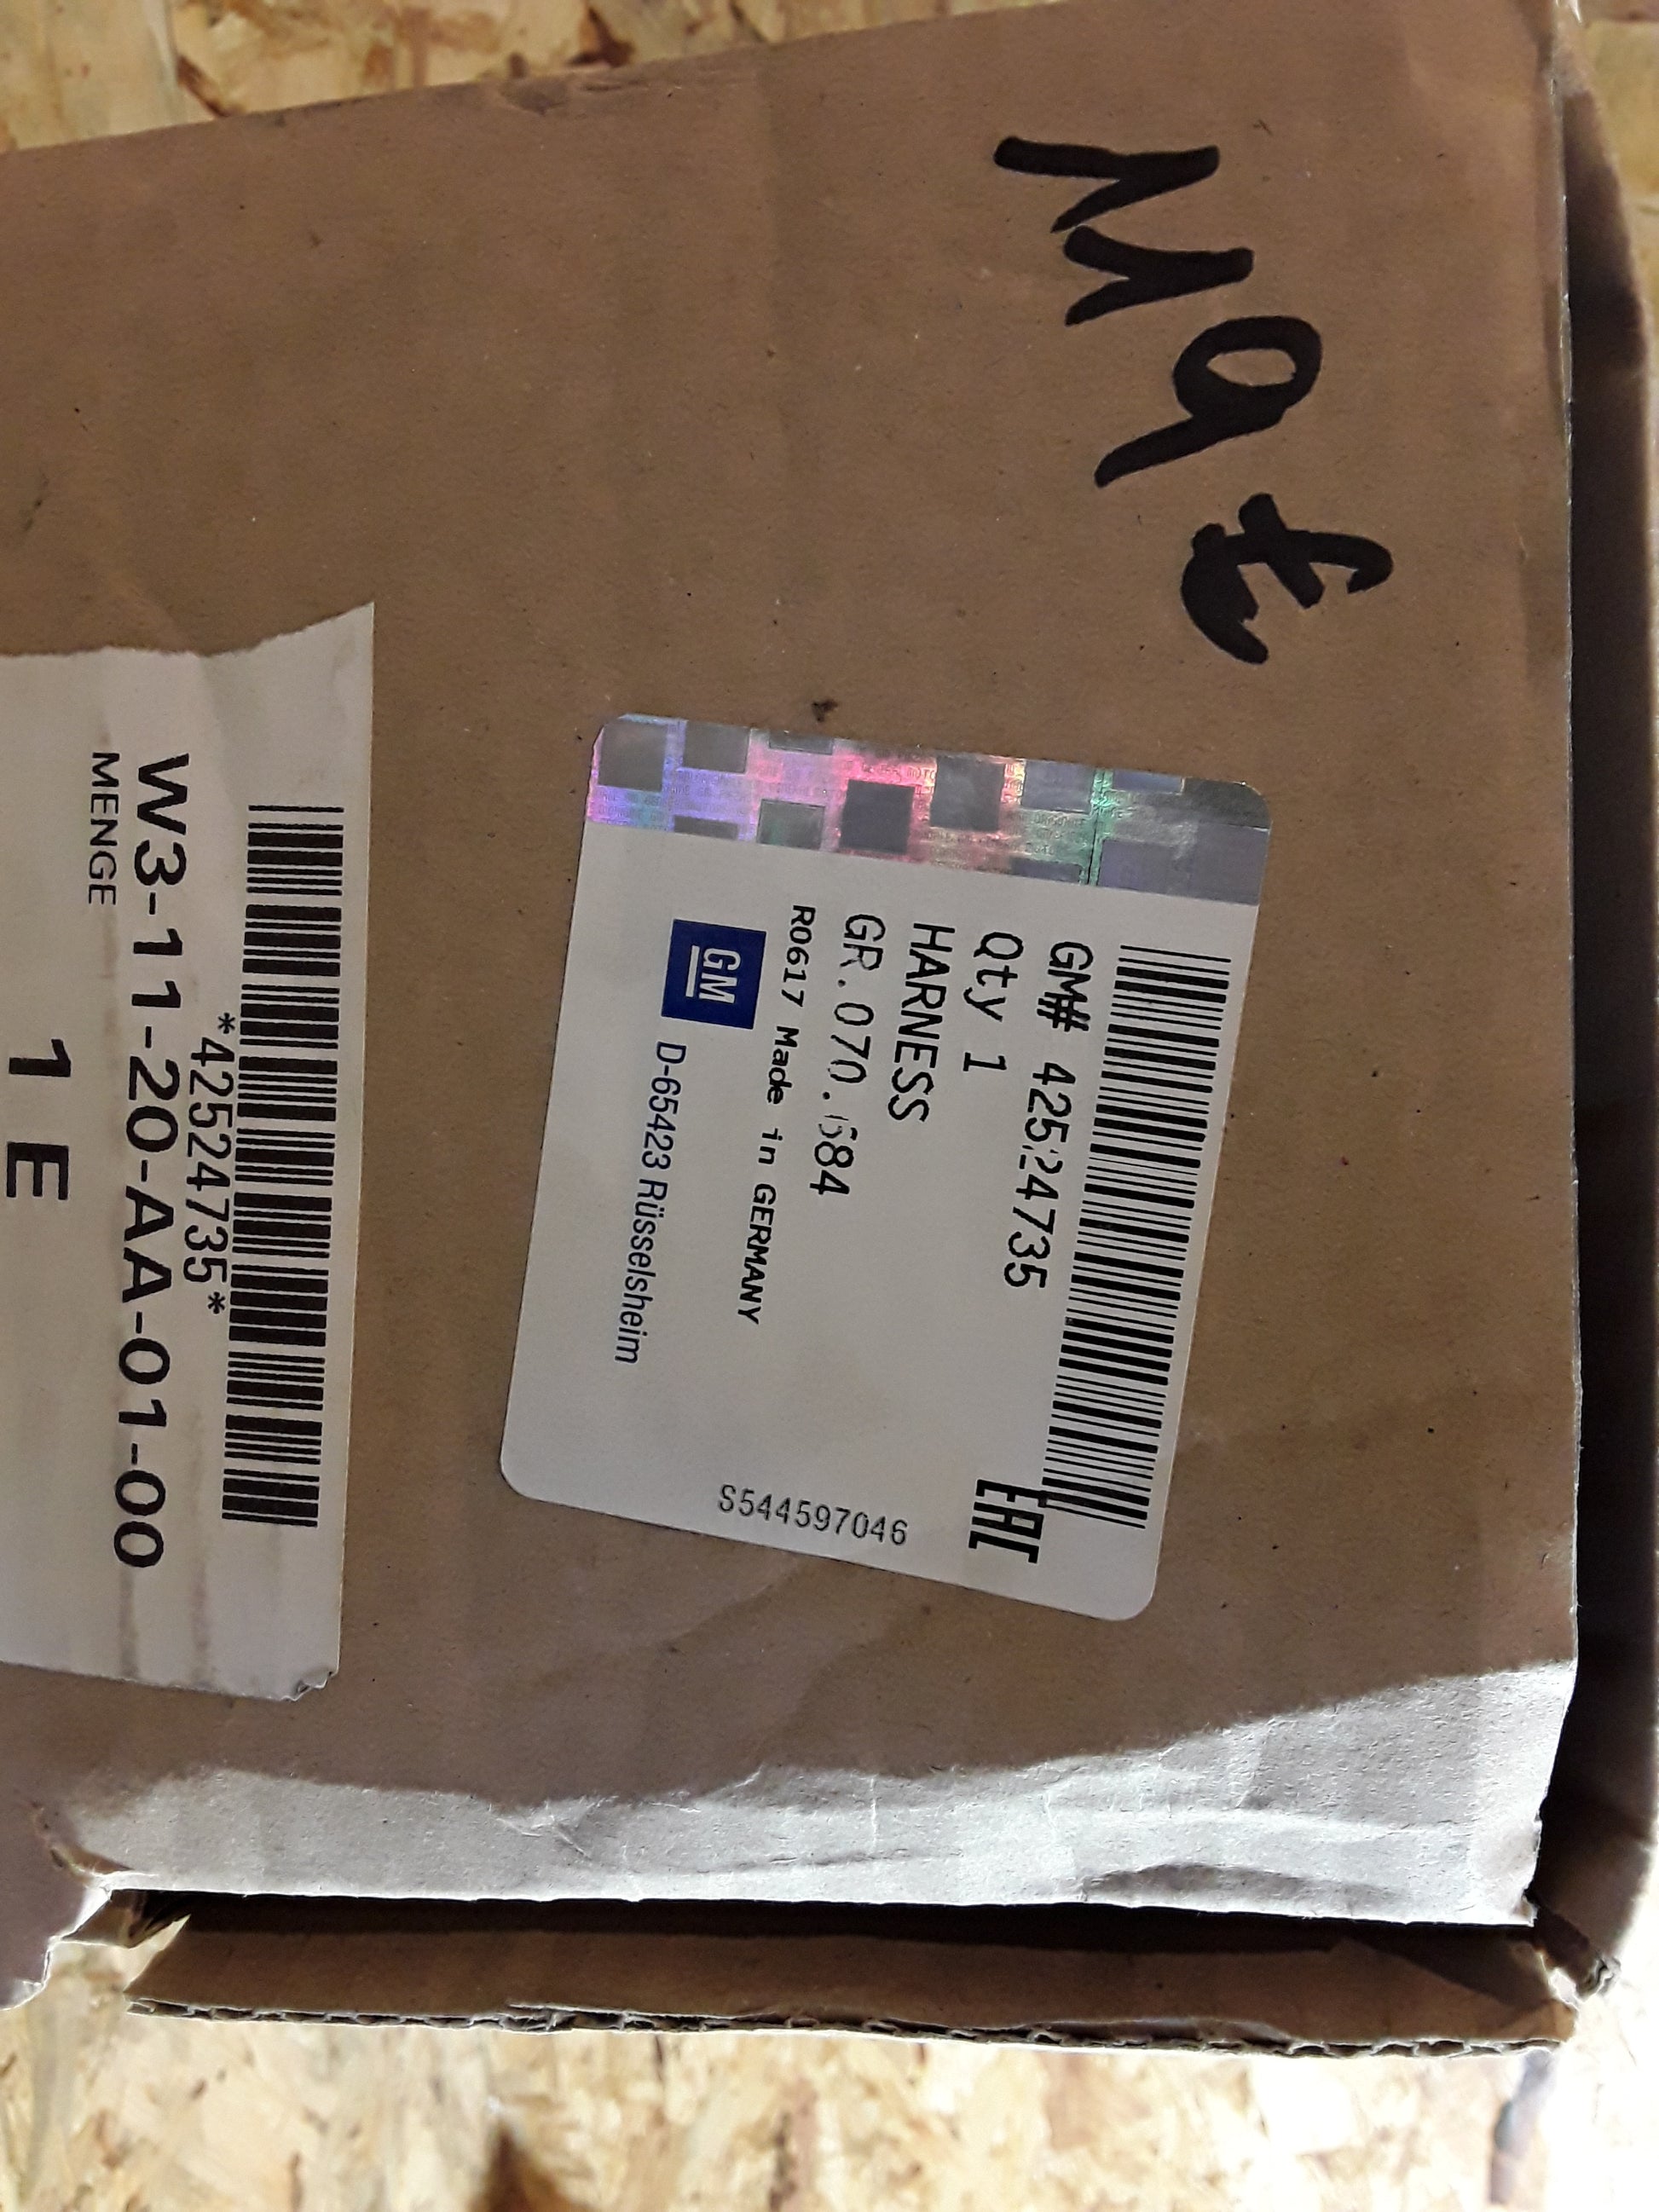 GM# 42524735
Qty 1
HARNESS
GR.070.684
R0617 Made in GERMANY
GM
D-65423 Rüsselsheim
EAC
S544597046
*42524735*
W3-11-20-AA-01-00
MENGE
1 E